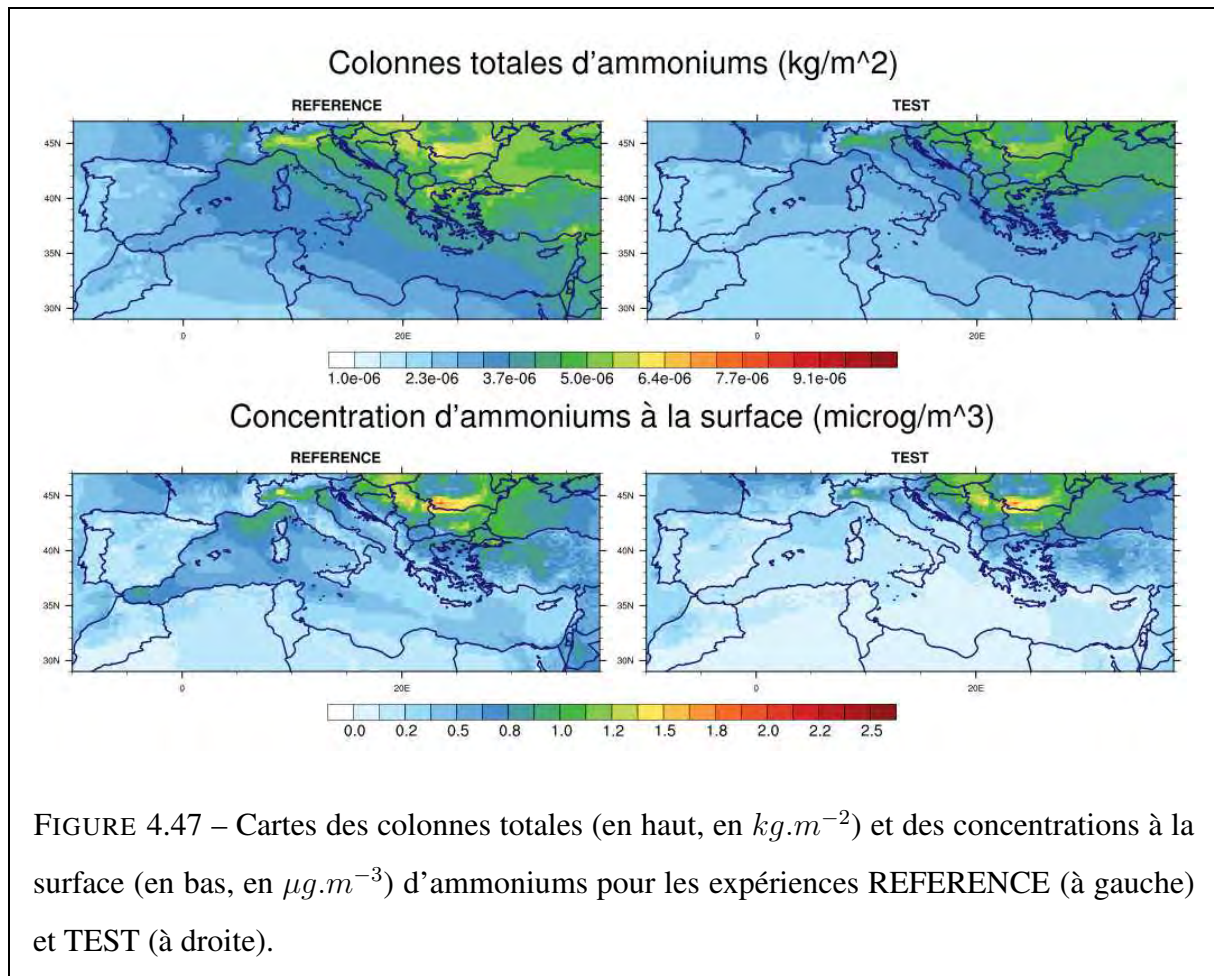 Colonnes totales d'ammoniums (kg/m^2)
REFERENCE
TEST
45N
40N
35N
30N
0
20E
45N
40N
35N
30N
0
20E
1.0e-06 2.3e-06 3.7e-06 5.0e-06 6.4e-06 7.7e-06 9.1e-06
Concentration d'ammoniums à la surface (microg/m^3)
REFERENCE
TEST
45N
40N
35N
30N
0
20E
45N
40N
35N
30N
0
20E
0.0 0.2 0.5 0.8 1.0 1.2 1.5 1.8 2.0 2.2 2.5
FIGURE 4.47 – Cartes des colonnes totales (en haut, en kg.m⁻²) et des concentrations à la
surface (en bas, en μg.m⁻³) d'ammoniums pour les expériences REFERENCE (à gauche)
et TEST (à droite).